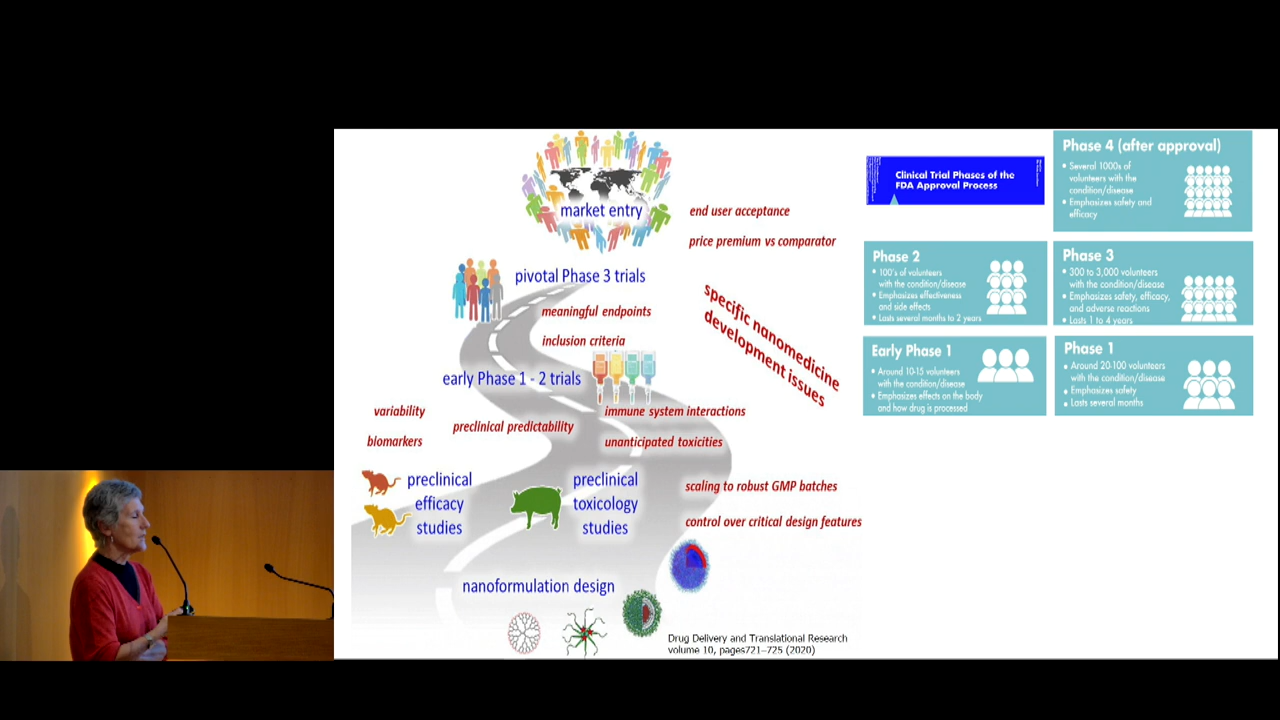 market entry
end user acceptance
price premium vs comparator
pivotal Phase 3 trials
meaningful endpoints
inclusion criteria
specific nanomedicine
development issues
early Phase 1 - 2 trials
variability
biomarkers
preclinical predictability
immune system interactions
unanticipated toxicities
preclinical
efficacy
studies
preclinical
toxicology
studies
scaling to robust GMP batches
control over critical design features
nanoformulation design
Drug Delivery and Translational Research
volume 10, pages721–725 (2020)
Clinical Trial Phases of the
FDA Approval Process
Phase 4 (after approval)
• Several 1000s of
volunteers with the
condition/disease
• Emphasizes safety and
efficacy
Phase 2
• 100's of volunteers
with the condition/disease
• Emphasizes effectiveness
and side effects
• Lasts several months to 2 years
Phase 3
• 300 to 3,000 volunteers
with the condition/disease
• Emphasizes safety, efficacy,
and adverse reactions
• Lasts 1 to 4 years
Early Phase 1
• Around 10-15 volunteers
with the condition/disease
• Emphasizes effects on the body
and how drug is processed
Phase 1
• Around 20-100 volunteers
with the condition/disease
• Emphasizes safety
• Lasts several months